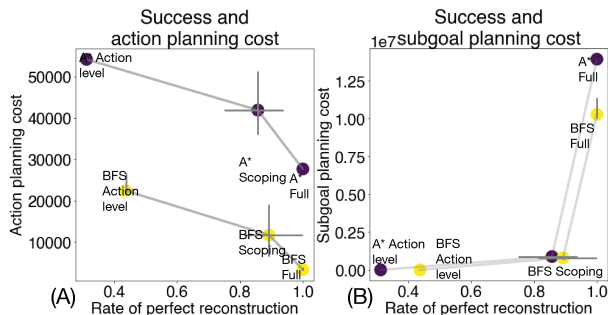 Success and
action planning cost
Action planning cost
50000
40000
30000
20000
10000
A* Action
level
A*
Scoping
A*
Full
BFS
Action
level
BFS
Scoping
BFS
Full
0.4
0.6
0.8
1.0
(A)
Rate of perfect reconstruction
Success and
subgoal planning cost
1e7
Subgoal planning cost
1.25
1.00
0.75
0.50
0.25
0.00
A*
Full
BFS
Full
A* Action
level
BFS
Action
level
BFS Scoping
0.4
0.6
0.8
1.0
(B)
Rate of perfect reconstruction